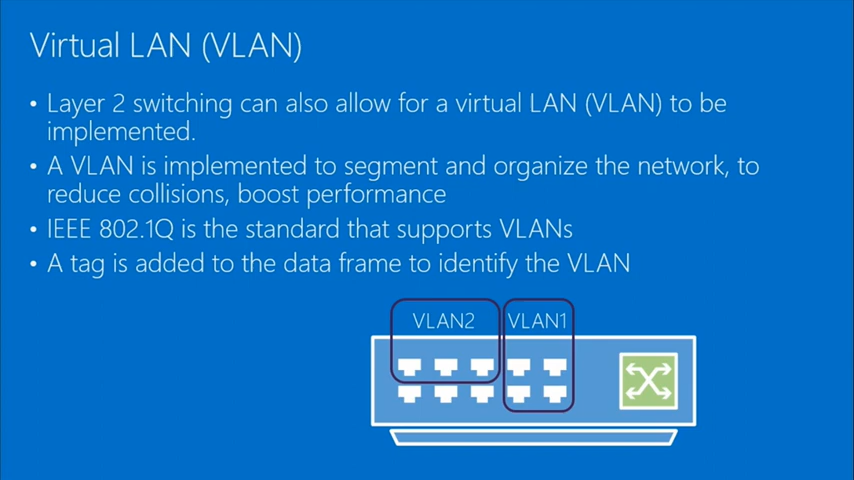 Virtual LAN (VLAN)
• Layer 2 switching can also allow for a virtual LAN (VLAN) to be
implemented.
• A VLAN is implemented to segment and organize the network, to
reduce collisions, boost performance
• IEEE 802.1Q is the standard that supports VLANs
• A tag is added to the data frame to identify the VLAN
VLAN2 VLAN1